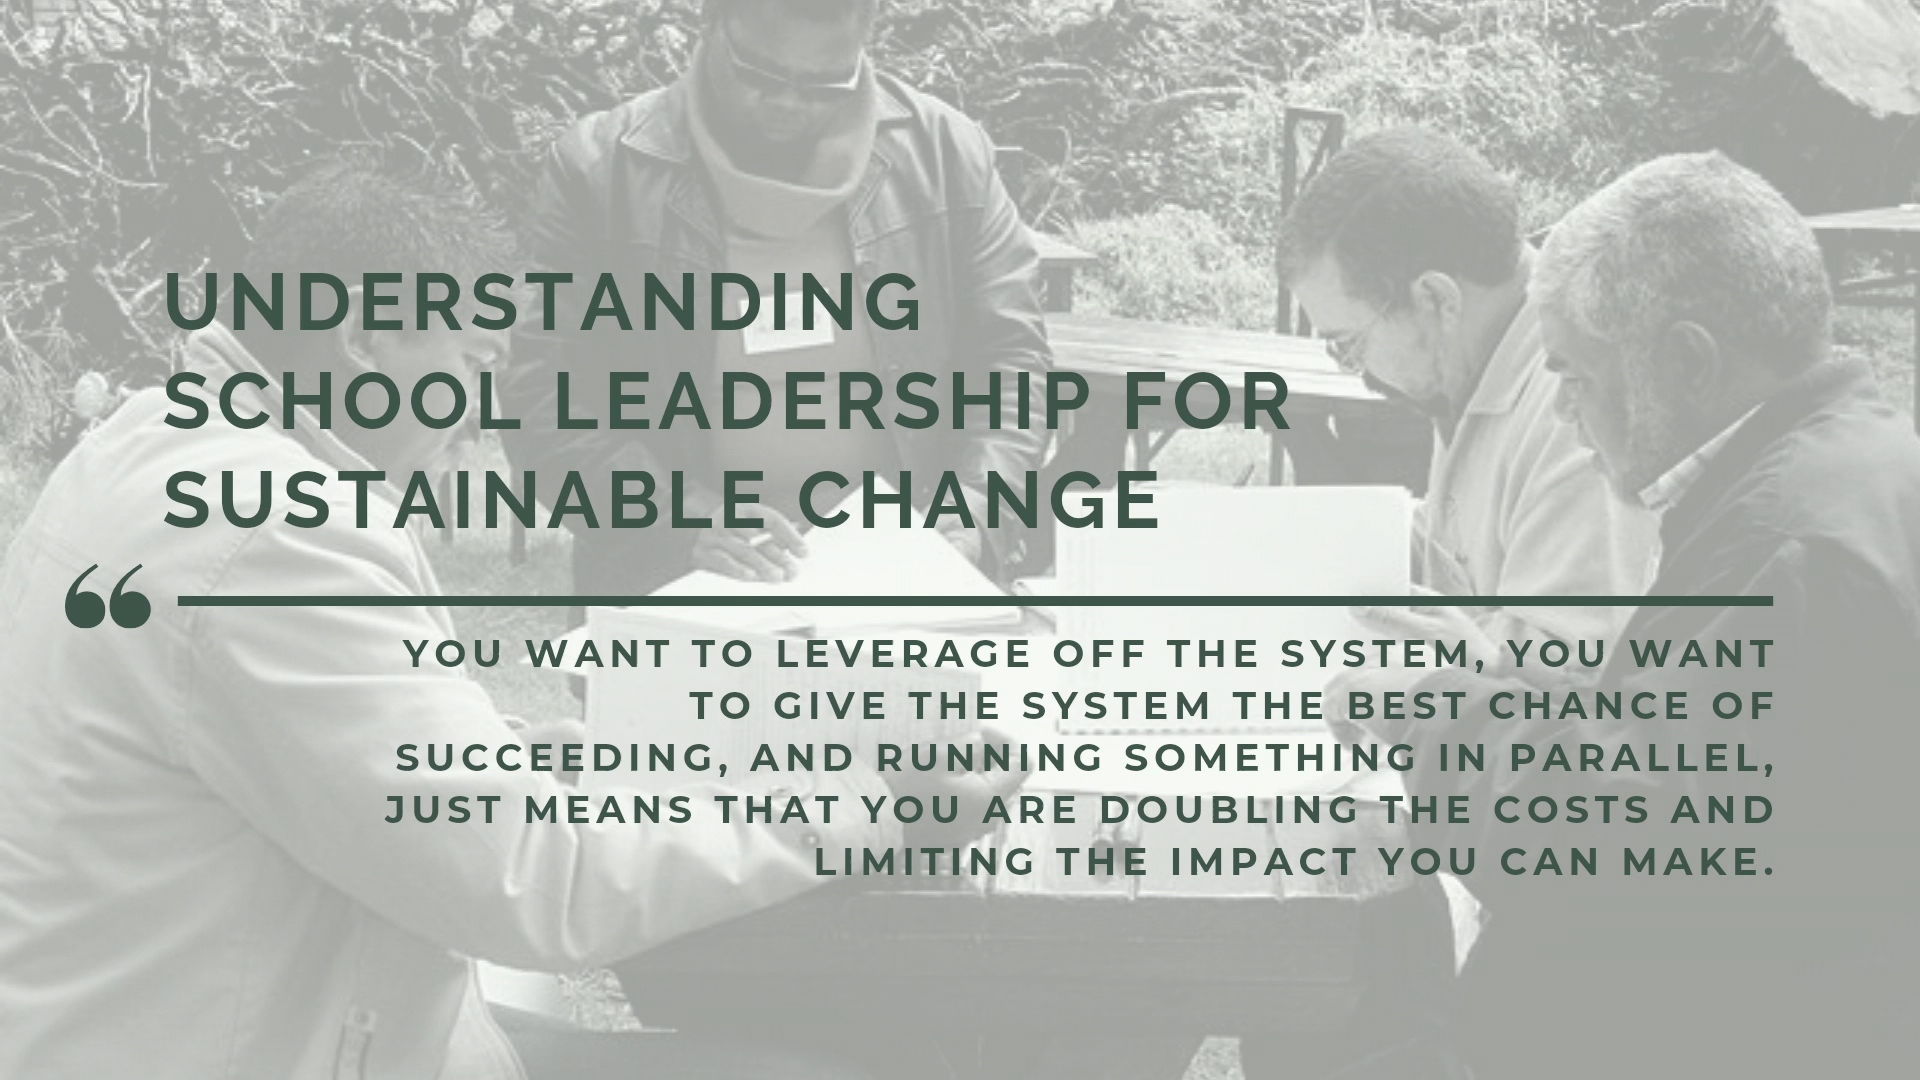 UNDERSTANDING
SCHOOL LEADERSHIP FOR
SUSTAINABLE CHANGE
“
YOU WANT TO LEVERAGE OFF THE SYSTEM, YOU WANT
TO GIVE THE SYSTEM THE BEST CHANCE OF
SUCCEEDING, AND RUNNING SOMETHING IN PARALLEL,
JUST MEANS THAT YOU ARE DOUBLING THE COSTS AND
LIMITING THE IMPACT YOU CAN MAKE.